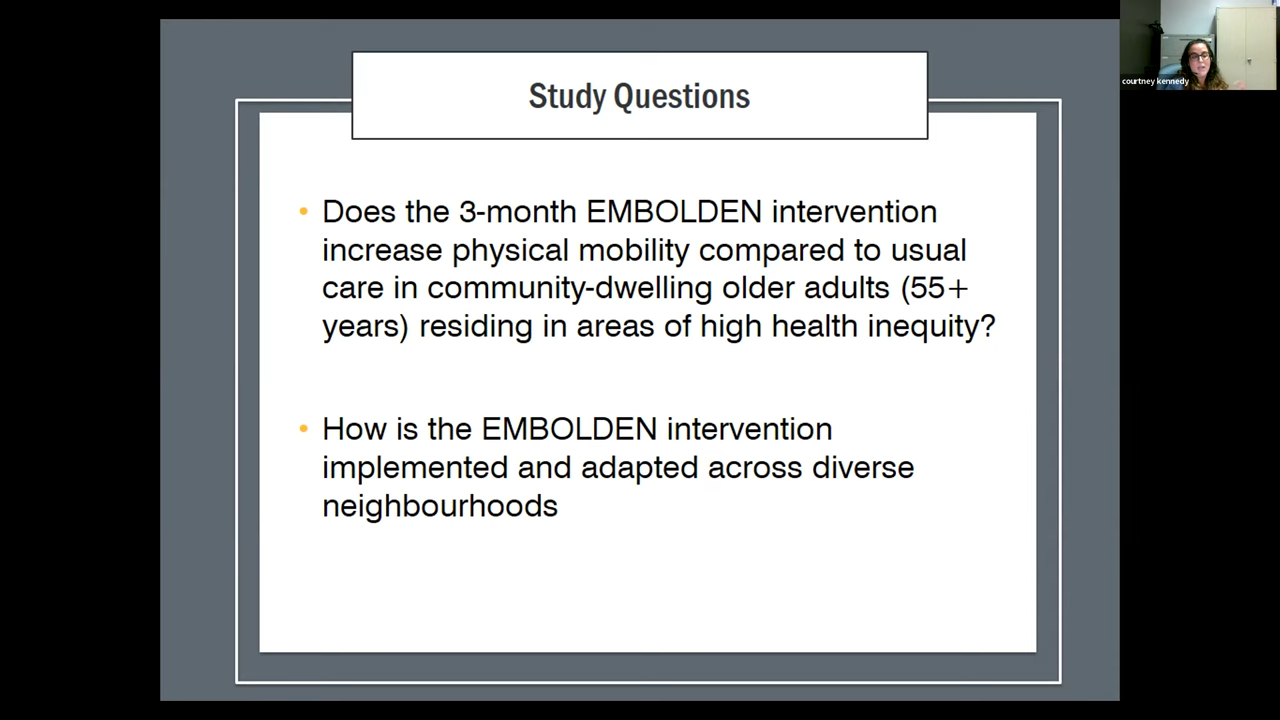 Study Questions
courtney kennedy
• Does the 3-month EMBOLDEN intervention
increase physical mobility compared to usual
care in community-dwelling older adults (55+
years) residing in areas of high health inequity?
• How is the EMBOLDEN intervention
implemented and adapted across diverse
neighbourhoods